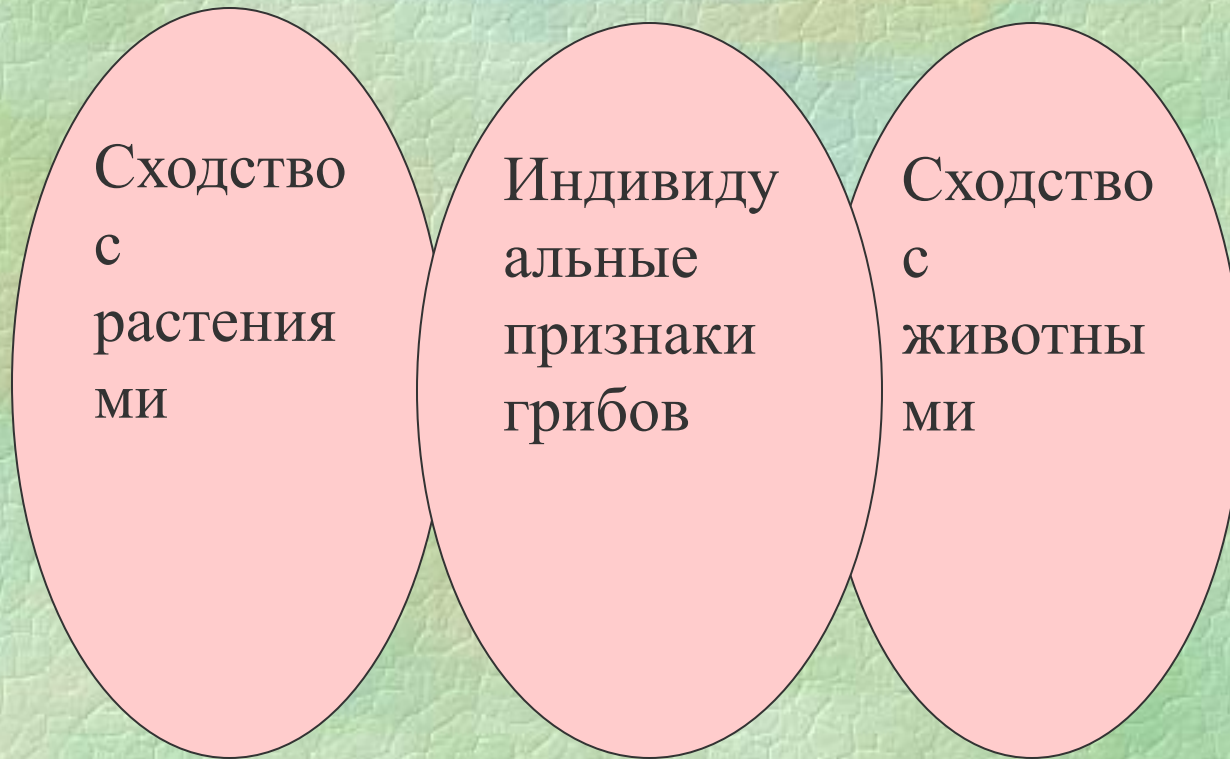 Сходство
с
растения
ми
Индивиду
альные
признаки
грибов
Сходство
с
животны
ми